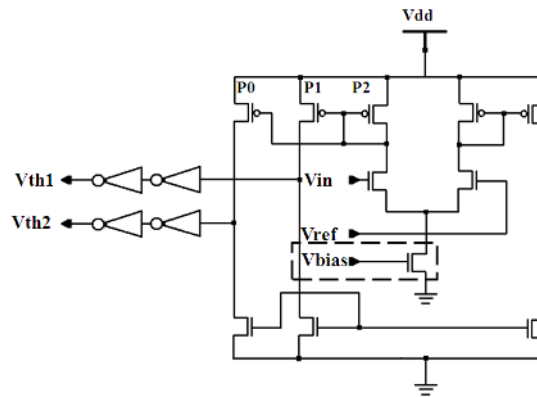 Vdd
P0 P1 P2
Vth1
Vin
Vth2
Vref
Vbias